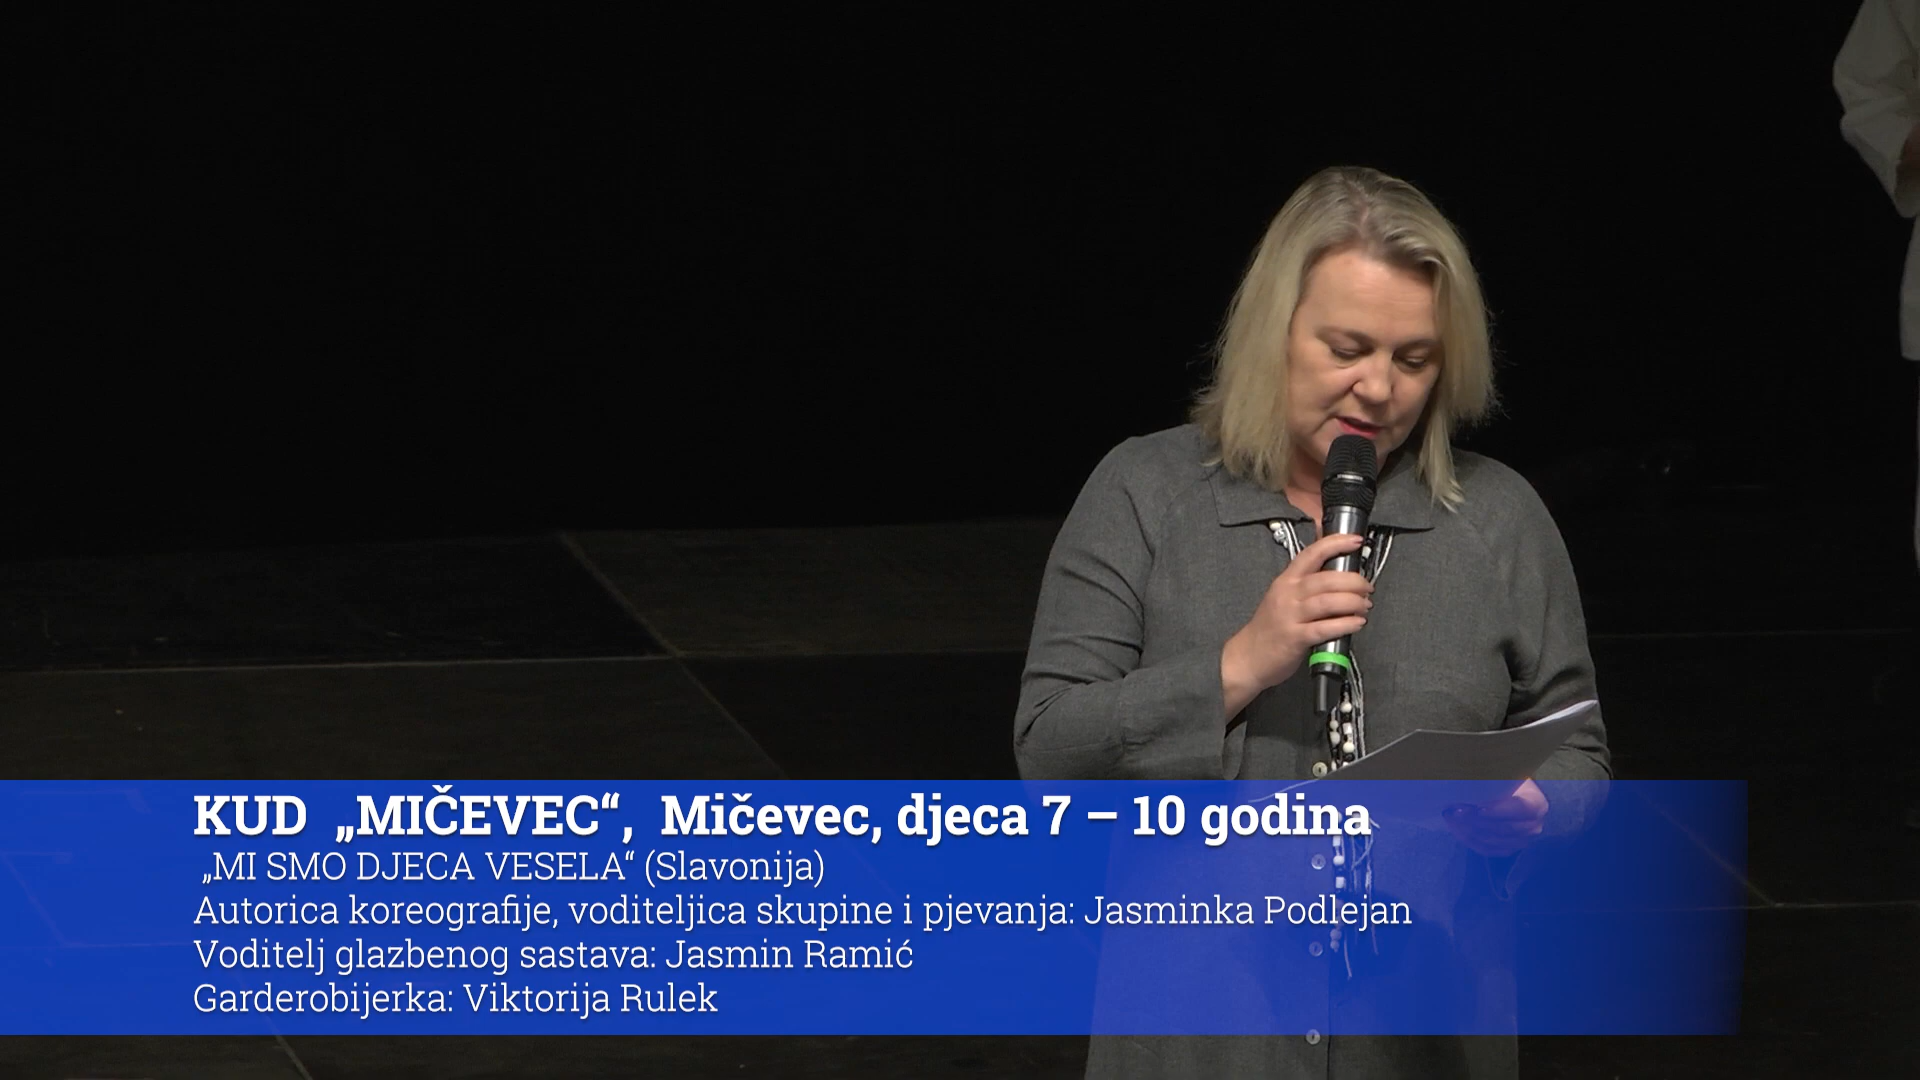 KUD „MIČEVEC“, Mičevec, djeca 7 – 10 godina
„MI SMO DJECA VESELA“ (Slavonija)
Autorica koreografije, voditeljica skupine i pjevanja: Jasminka Podlejan
Voditelj glazbenog sastava: Jasmin Ramić
Garderobijerka: Viktorija Rulek